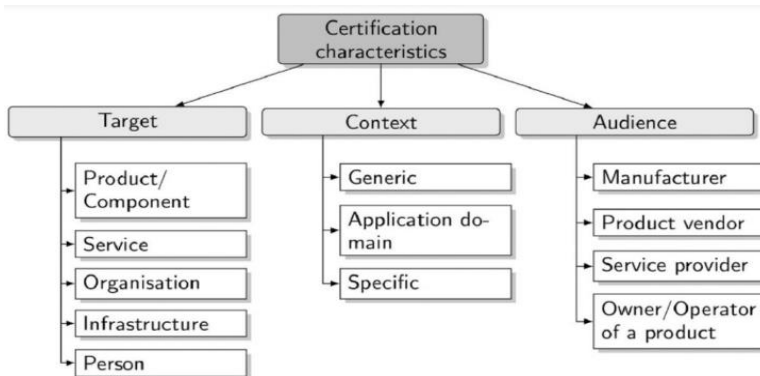 Certification
characteristics
Target
Product/
Component
Service
Organisation
Infrastructure
Person
Context
Generic
Application do-
main
Specific
Audience
Manufacturer
Product vendor
Service provider
Owner/Operator
of a product